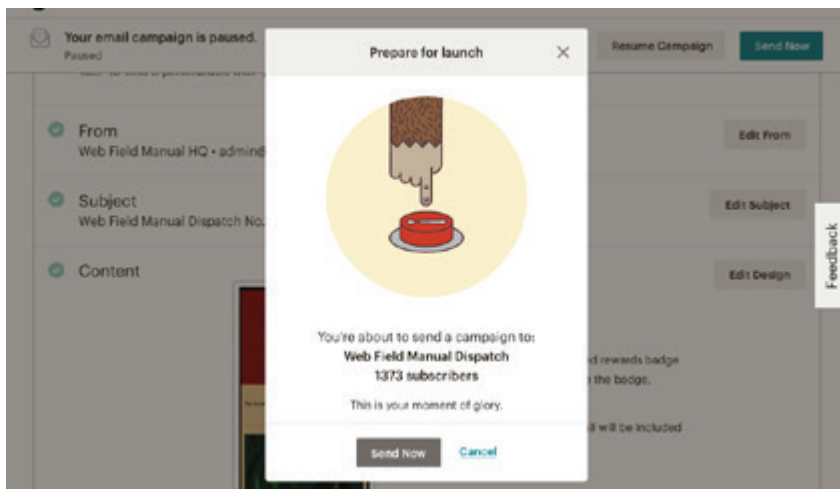 Your email campaign is paused.
Paused
Prepare for launch
Resume Campaign
Send Now
From
Web Field Manual HQ • admin@
Edit From
Subject
Web Field Manual Dispatch No.
Edit Subject
Content
Edit Design
Feedback
You're about to send a campaign to:
Web Field Manual Dispatch
1373 subscribers
This is your moment of glory.
d rewards badge
the badge.
will be included
Send Now
Cancel